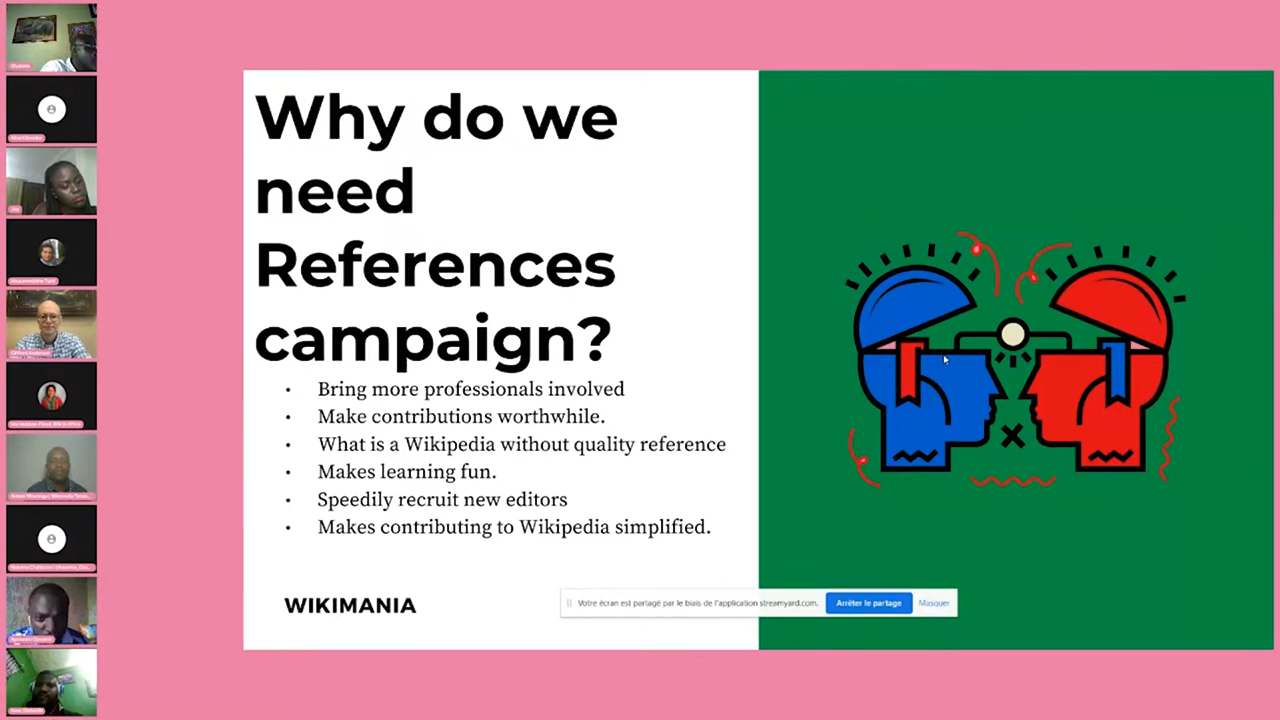 Why do we
need
References
campaign?
• Bring more professionals involved
• Make contributions worthwhile.
• What is a Wikipedia without quality reference
• Makes learning fun.
• Speedily recruit new editors
• Makes contributing to Wikipedia simplified.
WIKIMANIA
Votre écran est partagé par le biais de l'application streamyard.com.
Arrêter le partage
Masquer
Clifford Anderson